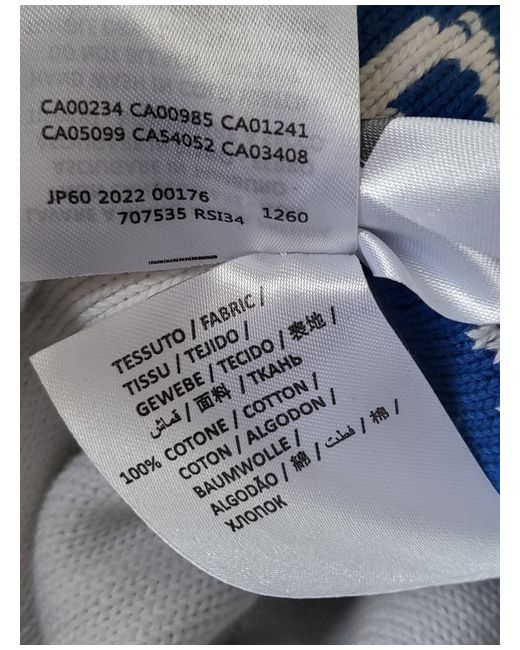 CA00234 CA00985 CA01241
CA05099 CA54052 CA03408
JP60 2022 00176
707535 RSI34 1260
TESSUTO / FABRIC /
TISSU / TEJIDO /
GEWEBE / TECIDO / 表地 /
قماش / 面料 / ТКАНЬ
100% COTONE / COTTON /
COTON / ALGODON /
BAUMWOLLE /
ALGODÃO / 綿 / قطن / 棉 /
ХЛОПОК